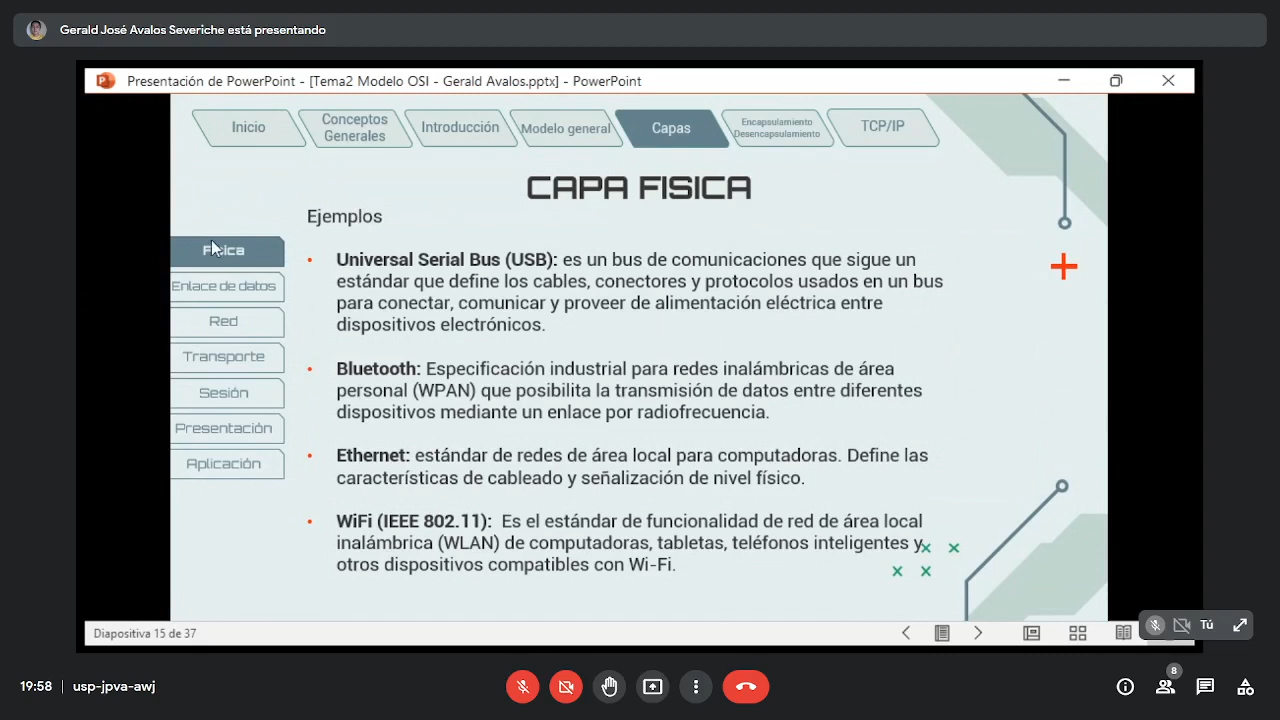 Gerald José Avalos Severiche está presentando
Presentación de PowerPoint - [Tema2 Modelo OSI - Gerald Avalos.pptx] - PowerPoint
Inicio
Conceptos
Generales
Introducción
Modelo general
Capas
Encapsulamiento
Desencapsulamiento
TCP/IP
CAPA FISICA
Ejemplos
Física
Enlace de datos
Red
Transporte
Sesión
Presentación
Aplicación
• Universal Serial Bus (USB): es un bus de comunicaciones que sigue un
estándar que define los cables, conectores y protocolos usados en un bus
para conectar, comunicar y proveer de alimentación eléctrica entre
dispositivos electrónicos.
• Bluetooth: Especificación industrial para redes inalámbricas de área
personal (WPAN) que posibilita la transmisión de datos entre diferentes
dispositivos mediante un enlace por radiofrecuencia.
• Ethernet: estándar de redes de área local para computadoras. Define las
características de cableado y señalización de nivel físico.
• WiFi (IEEE 802.11): Es el estándar de funcionalidad de red de área local
inalámbrica (WLAN) de computadoras, tabletas, teléfonos inteligentes y
otros dispositivos compatibles con Wi-Fi.
Diapositiva 15 de 37
Tú
19:58 | usp-jpva-awj
8